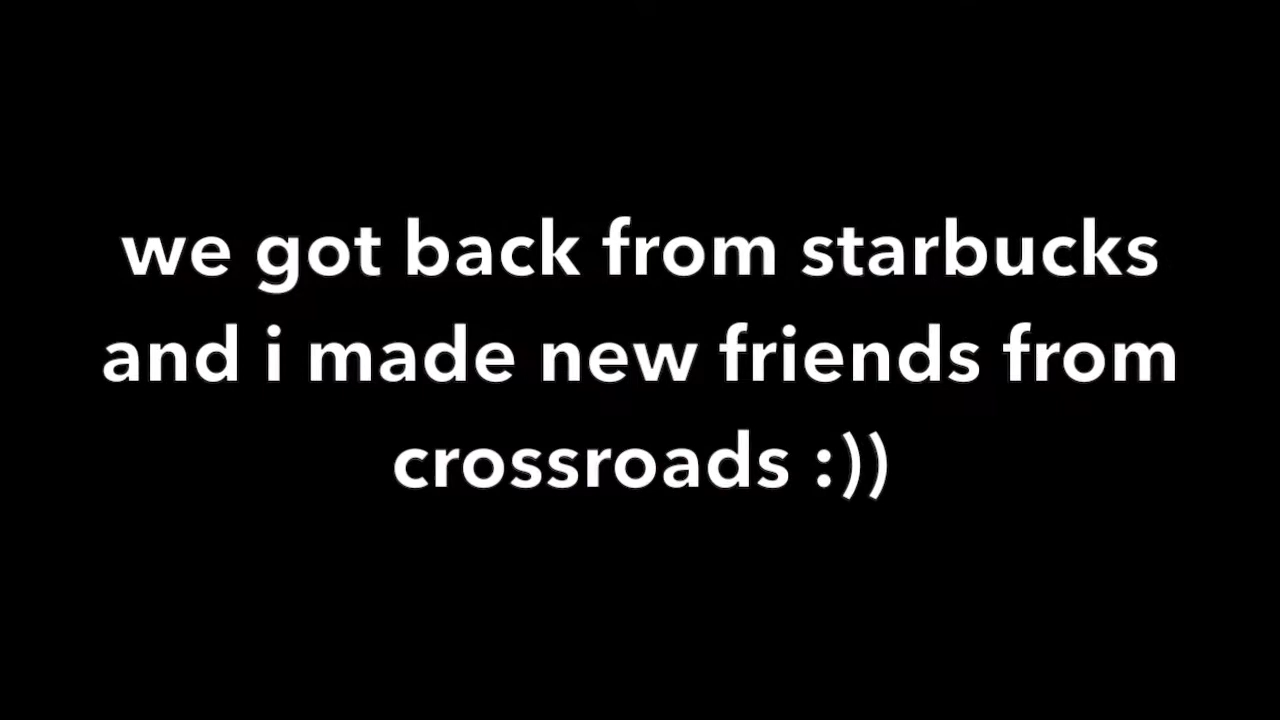 we got back from starbucks
and i made new friends from
crossroads :))